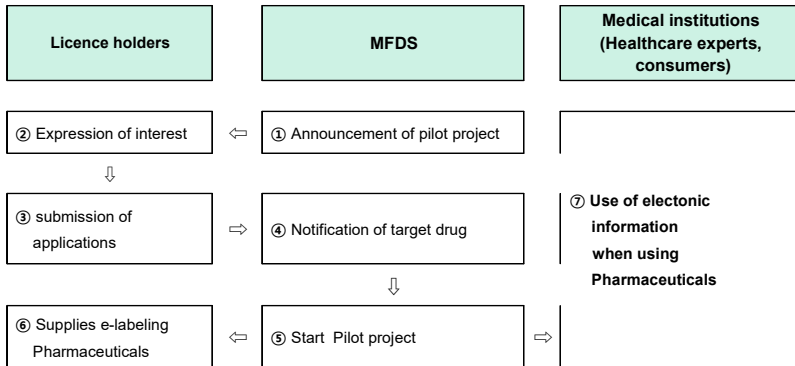 Licence holders
MFDS
Medical institutions
(Healthcare experts,
consumers)
② Expression of interest
⇦
① Announcement of pilot project
⇩
③ submission of
applications
⇨
④ Notification of target drug
⑦ Use of electonic
information
when using
Pharmaceuticals
⇩
⑥ Supplies e-labeling
Pharmaceuticals
⇦
⑤ Start Pilot project
⇨